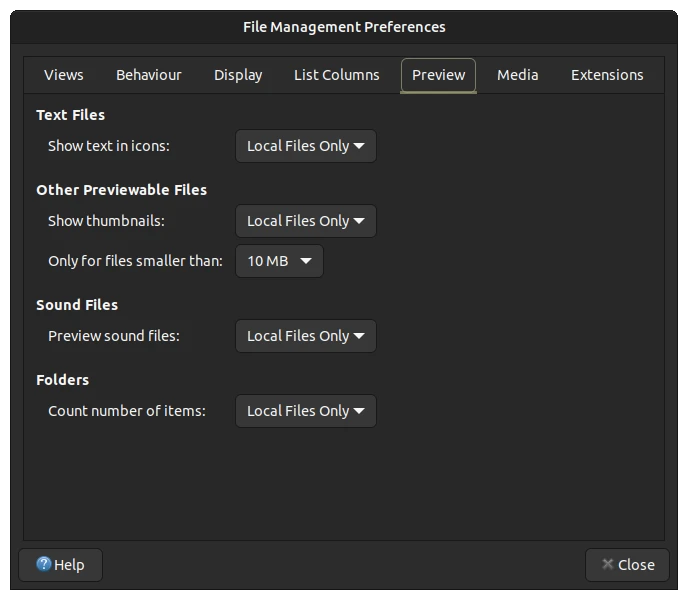 File Management Preferences
Views Behaviour Display List Columns Preview Media Extensions
Text Files
Show text in icons: Local Files Only
Other Previewable Files
Show thumbnails: Local Files Only
Only for files smaller than: 10 MB
Sound Files
Preview sound files: Local Files Only
Folders
Count number of items: Local Files Only
Help Close